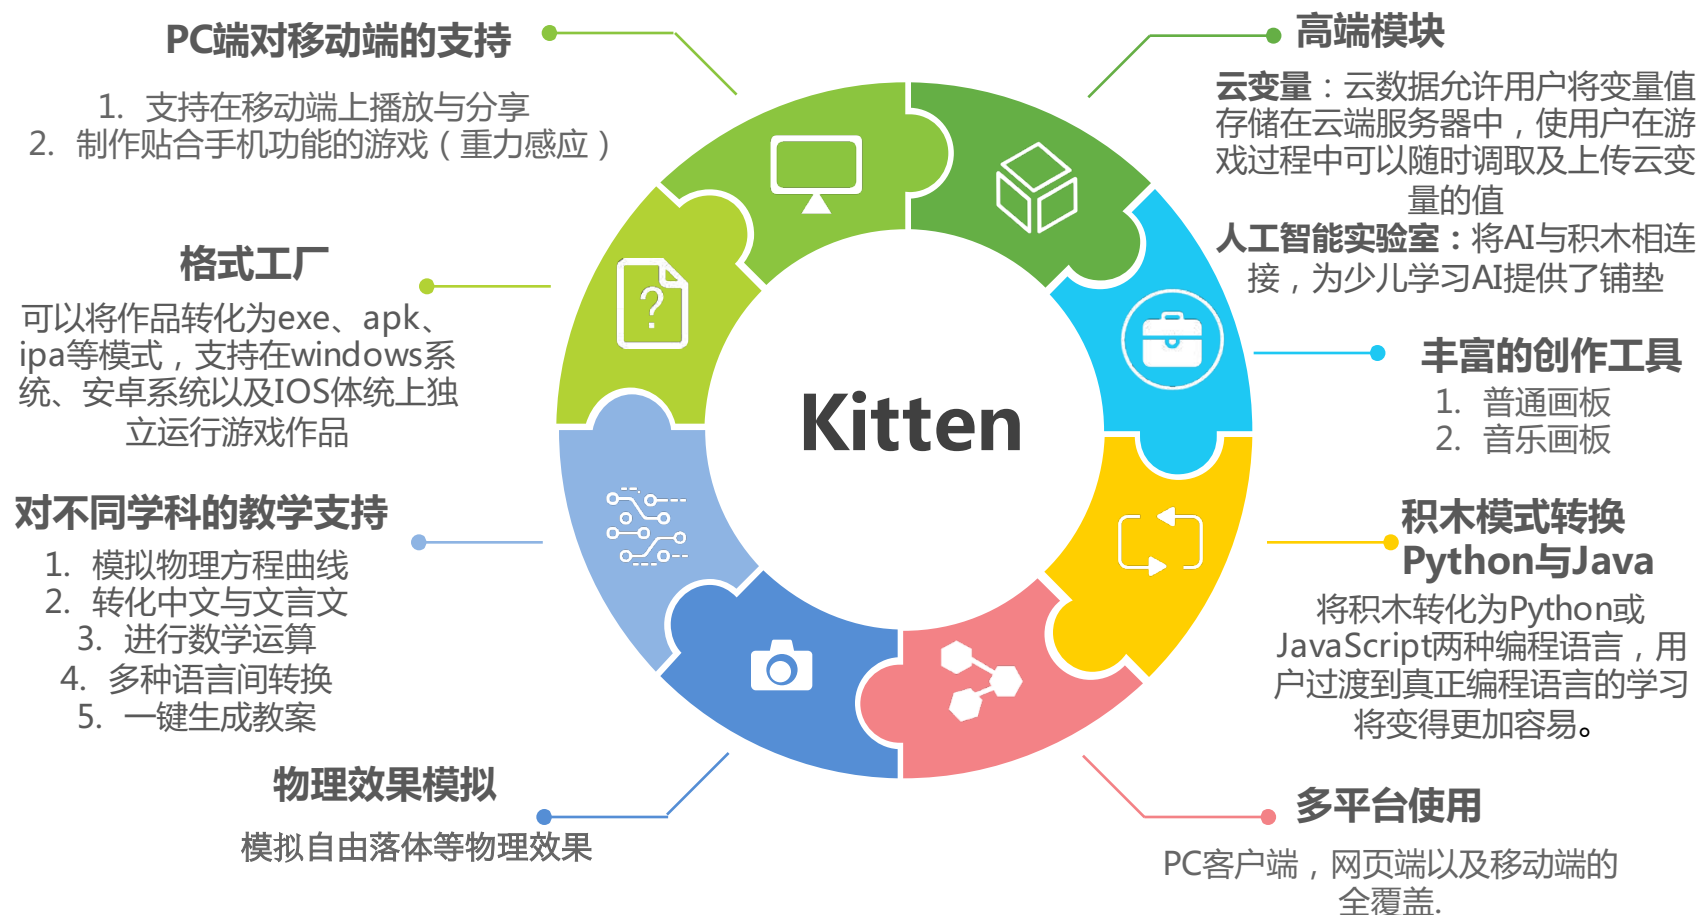 PC端对移动端的支持
1. 支持在移动端上播放与分享
2. 制作贴合手机功能的游戏（重力感应）
格式工厂
可以将作品转化为exe、apk、
ipa等模式，支持在windows系
统、安卓系统以及IOS体统上独
立运行游戏作品
对不同学科的教学支持
1. 模拟物理方程曲线
2. 转化中文与文言文
3. 进行数学运算
4. 多种语言间转换
5. 一键生成教案
物理效果模拟
模拟自由落体等物理效果
?
Kitten
高端模块
云变量：云数据允许用户将变量值
存储在云端服务器中，使用户在游
戏过程中可以随时调取及上传云变
量的值
人工智能实验室：将AI与积木相连
接，为少儿学习AI提供了铺垫
丰富的创作工具
1. 普通画板
2. 音乐画板
积木模式转换
Python与Java
将积木转化为Python或
JavaScript两种编程语言，用
户过渡到真正编程语言的学习
将变得更加容易。
多平台使用
PC客户端，网页端以及移动端的
全覆盖.